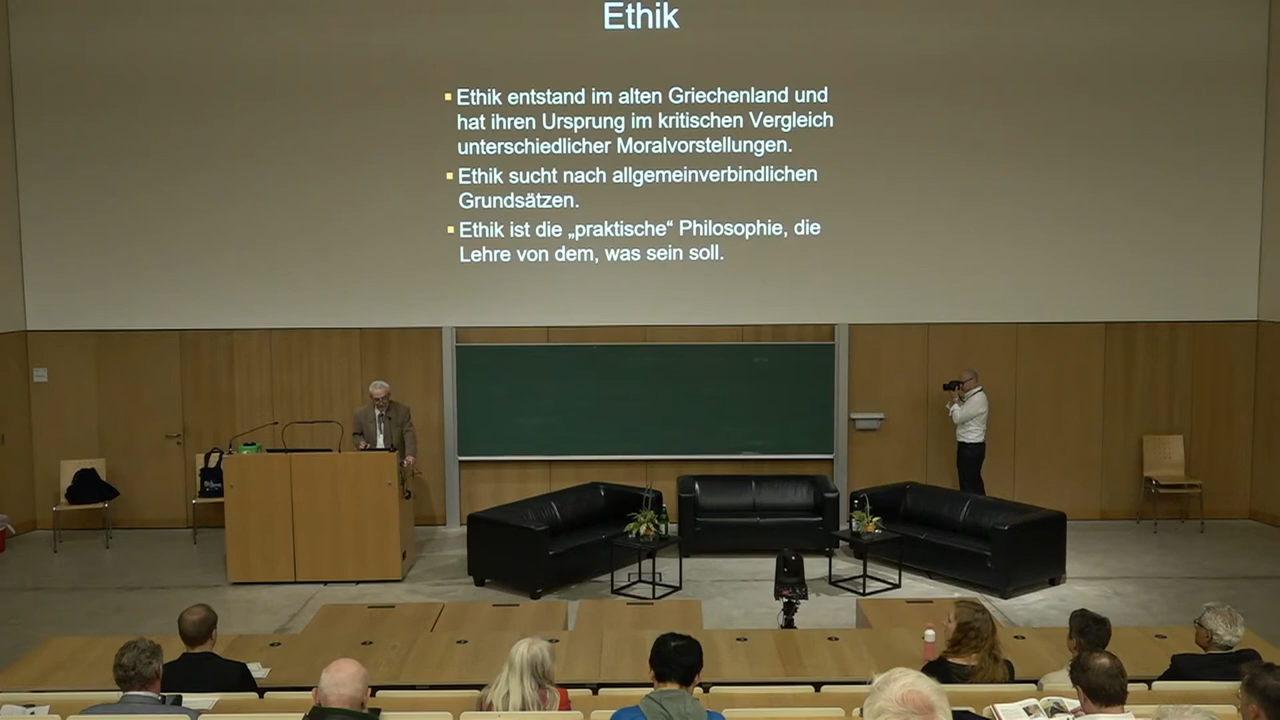 Ethik
Ethik entstand im alten Griechenland und
hat ihren Ursprung im kritischen Vergleich
unterschiedlicher Moralvorstellungen.
Ethik sucht nach allgemeinverbindlichen
Grundsätzen.
Ethik ist die „praktische“ Philosophie, die
Lehre von dem, was sein soll.